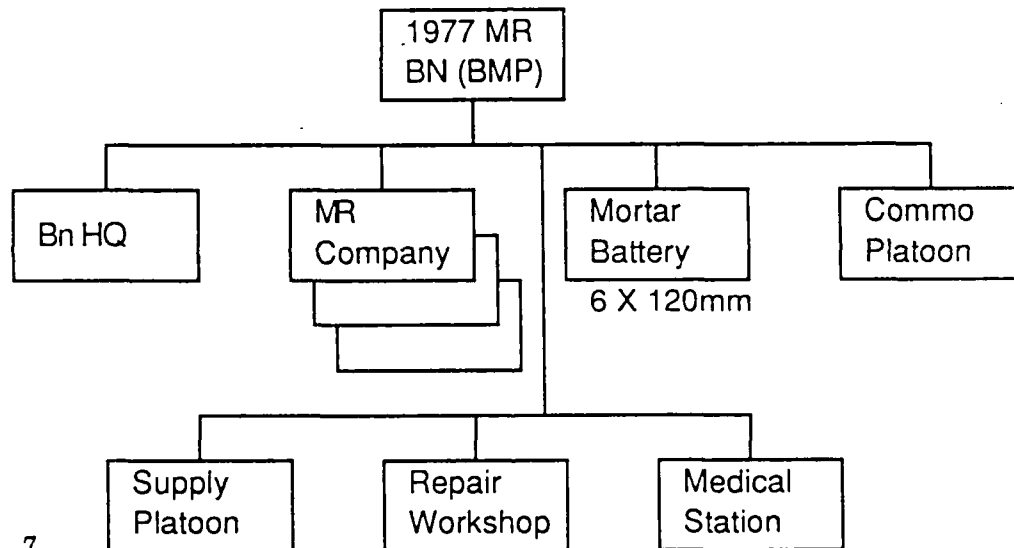 1977 MR
BN (BMP)
Bn HQ
MR
Company
Mortar
Battery
6 X 120mm
Commo
Platoon
Supply
Platoon
Repair
Workshop
Medical
Station
7